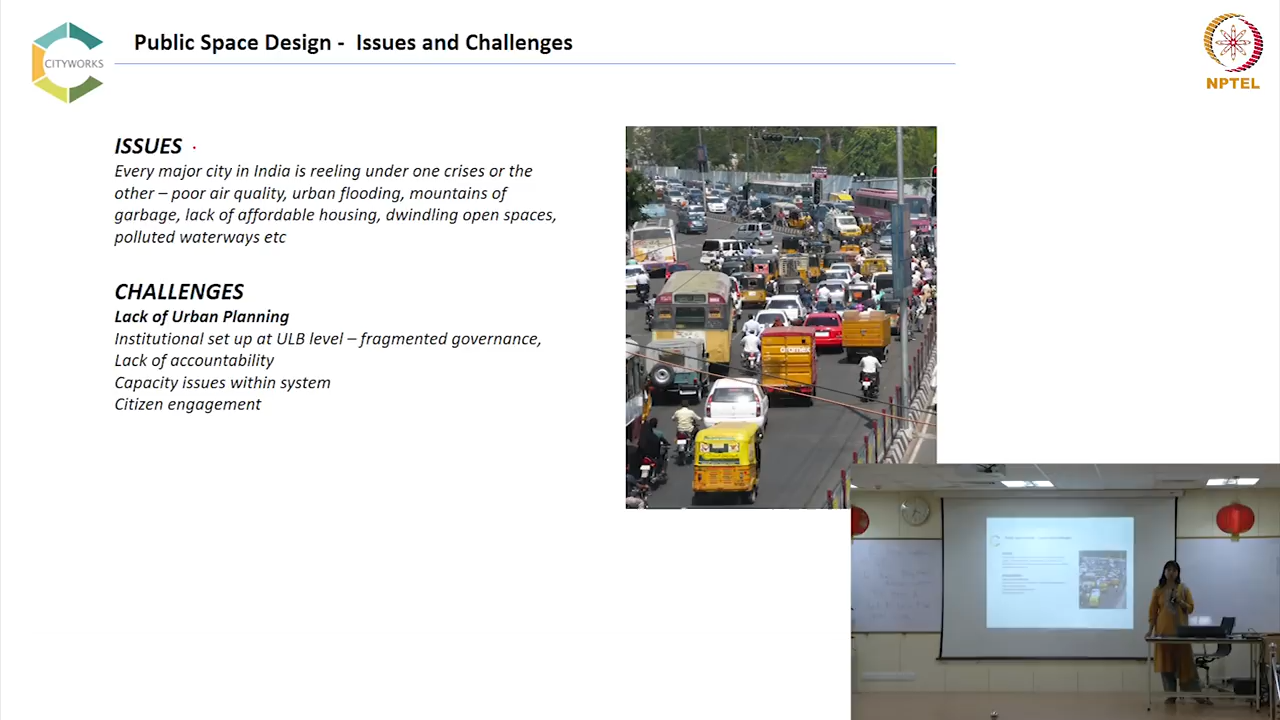 Public Space Design -  Issues and Challenges
CITYWORKS
NPTEL
ISSUES
Every major city in India is reeling under one crises or the
other – poor air quality, urban flooding, mountains of
garbage, lack of affordable housing, dwindling open spaces,
polluted waterways etc
CHALLENGES
Lack of Urban Planning
Institutional set up at ULB level – fragmented governance,
Lack of accountability
Capacity issues within system
Citizen engagement
aramex